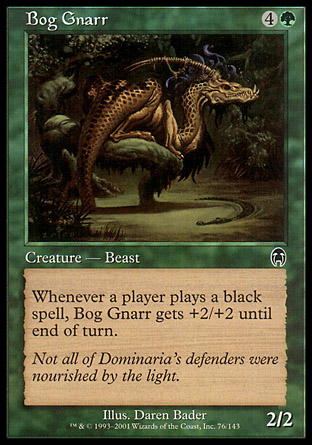 Bog Gnarr 4
Creature — Beast
Whenever a player plays a black
spell, Bog Gnarr gets +2/+2 until
end of turn.
Not all of Dominaria's defenders were
nourished by the light.
Illus. Daren Bader
™ & © 1993–2001 Wizards of the Coast, Inc. 76/143
2/2